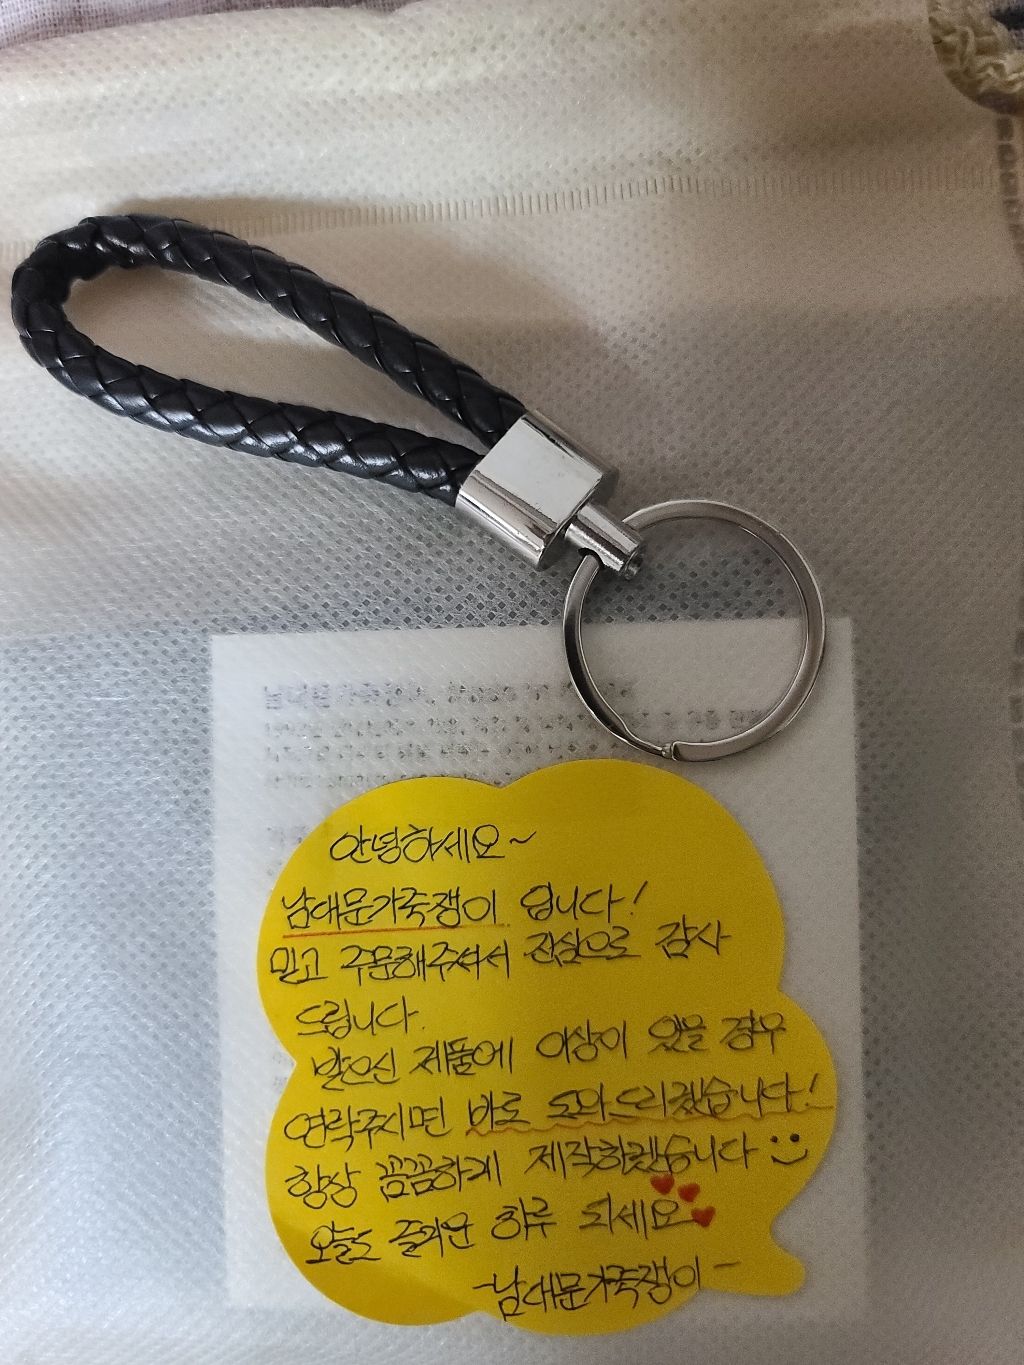 안녕하세요~
남대문가죽쟁이 입니다!
믿고 주문해주셔서 진심으로 감사
드립니다.
받으신 제품에 이상이 있을 경우
연락주시면 바로 도와드리겠습니다!
항상 꼼꼼하게 제작하겠습니다
오늘도 즐거운 하루 되세요
-남대문가죽쟁이-